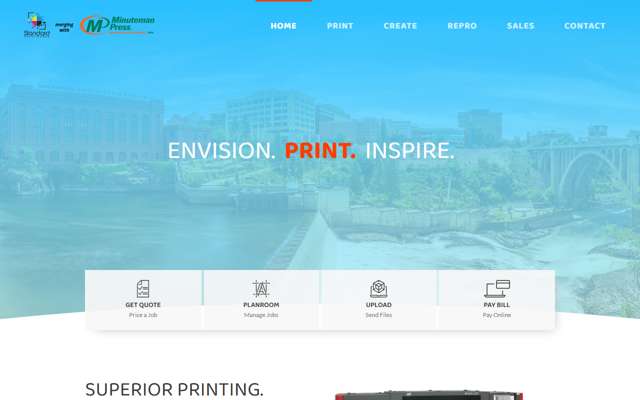 Standard
merging
with
Minuteman
Press
HOME
PRINT
CREATE
REPRO
SALES
CONTACT
ENVISION. PRINT. INSPIRE.
GET QUOTE
Price a Job
PLANROOM
Manage Jobs
UPLOAD
Send Files
PAY BILL
Pay Online
SUPERIOR PRINTING.